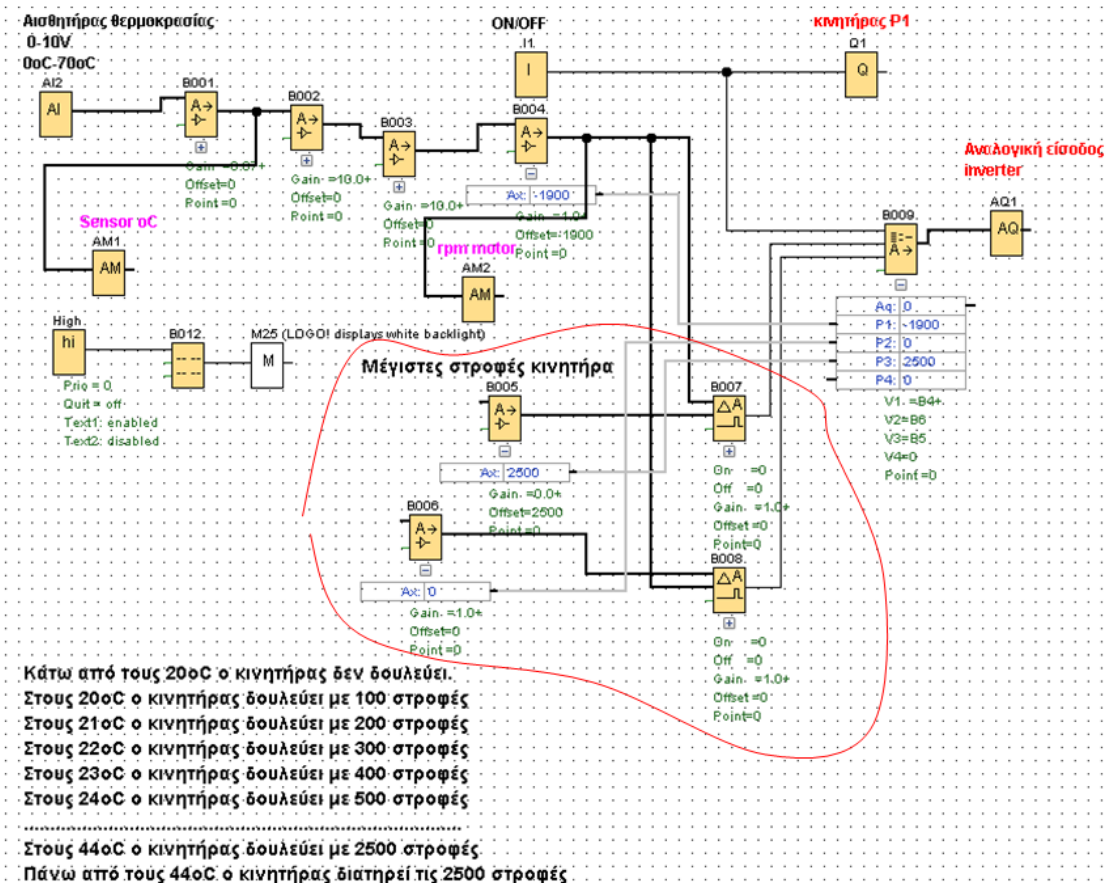 Αισθητήρας θερμοκρασίας
0-10V
0oC-70oC
ON/OFF
κινητήρας P1
I1
Q1
I
Q
AI2
AI
B001
A→
B002
A→
B003
A→
B004
A→
Gain =0.07+
Offset=0
Point=0
Gain =10.0+
Offset=0
Point=0
Gain =10.0+
Offset=0
Point=0
Ax: -1900
Gain =1.0+
Offset=-1900
Point=0
Αναλογική είσοδος
inverter
B009
A→
AQ1
AQ
Sensor oC
AM1
AM
rpm motor
AM2
AM
Aq: 0
P1: -1900
P2: 0
P3: 2500
P4: 0
V1 =B4+
V2=B6
V3=B5
V4=0
Point=0
High
hi
Prio = 0
Quit = off
Text1: enabled
Text2: disabled
B012
M25 (LOGO! displays white backlight)
M
Μέγιστες στροφές κινητήρα
B005
A→
Ax: 2500
Gain =0.0+
Offset=2500
Point=0
B007
ΔA
On =0
Off =0
Gain =1.0+
Offset=0
Point=0
B006
A→
Ax: 0
Gain =1.0+
Offset=0
Point=0
B008
ΔA
On =0
Off =0
Gain =1.0+
Offset=0
Point=0
Κάτω από τους 20oC ο κινητήρας δεν δουλεύει.
Στους 20oC ο κινητήρας δουλεύει με 100 στροφές
Στους 21oC ο κινητήρας δουλεύει με 200 στροφές
Στους 22oC ο κινητήρας δουλεύει με 300 στροφές
Στους 23oC ο κινητήρας δουλεύει με 400 στροφές
Στους 24oC ο κινητήρας δουλεύει με 500 στροφές
Στους 44oC ο κινητήρας δουλεύει με 2500 στροφές
Πάνω από τους 44oC ο κινητήρας διατηρεί τις 2500 στροφές